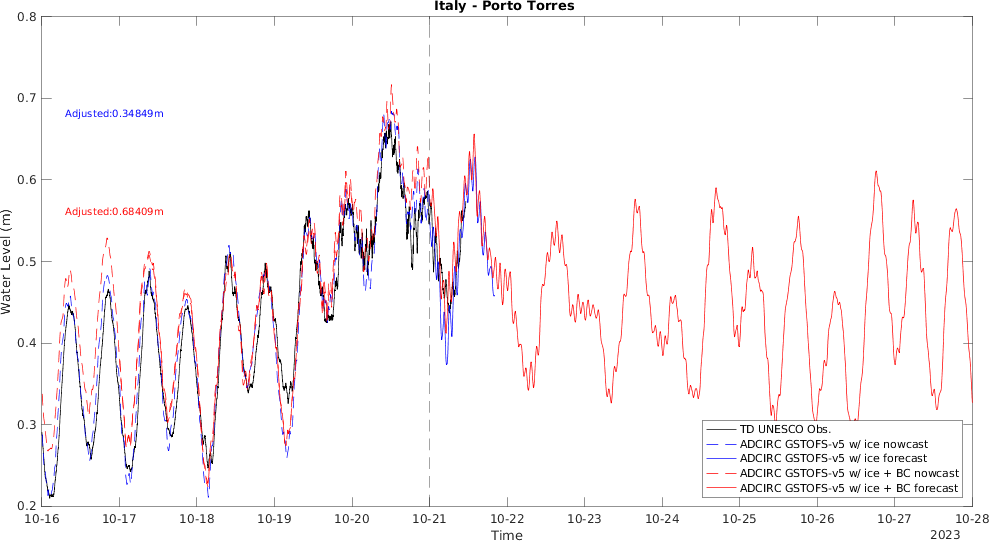 Italy - Porto Torres
0.8
0.7
0.6
0.5
0.4
0.3
0.2
Water Level (m)
Adjusted:0.34849m
Adjusted:0.68409m
TD UNESCO Obs.
ADCIRC GSTOFS-v5 w/ ice nowcast
ADCIRC GSTOFS-v5 w/ ice forecast
ADCIRC GSTOFS-v5 w/ ice + BC nowcast
ADCIRC GSTOFS-v5 w/ ice + BC forecast
10-16 10-17 10-18 10-19 10-20 10-21 10-22 10-23 10-24 10-25 10-26 10-27 10-28
Time
2023